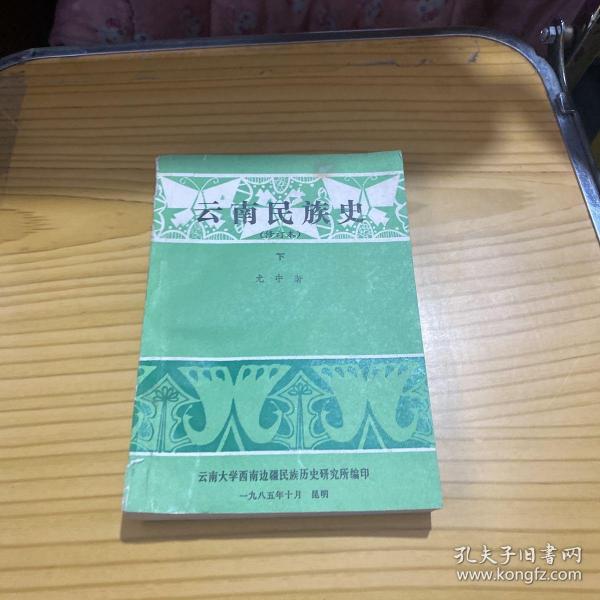 云南民族史
(修订本)
下
尤中 著
云南大学西南边疆民族历史研究所编印
一九八五年十月 昆明
孔夫子旧书网
www.kongfz.com